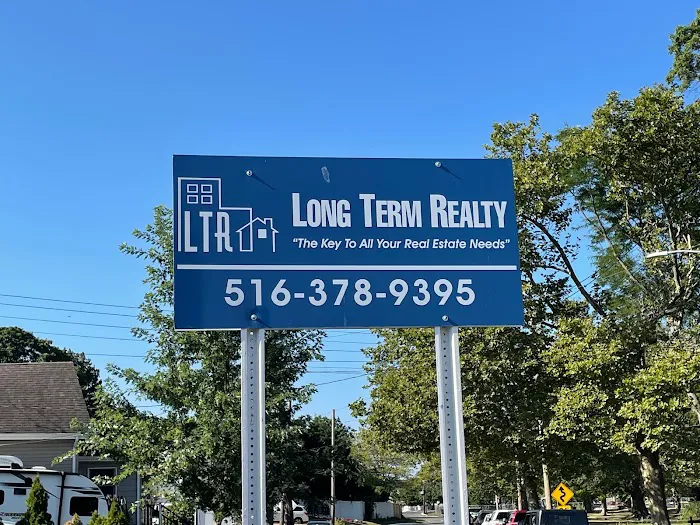 LTR
LONG TERM REALTY
"The Key To All Your Real Estate Needs"
516-378-9395